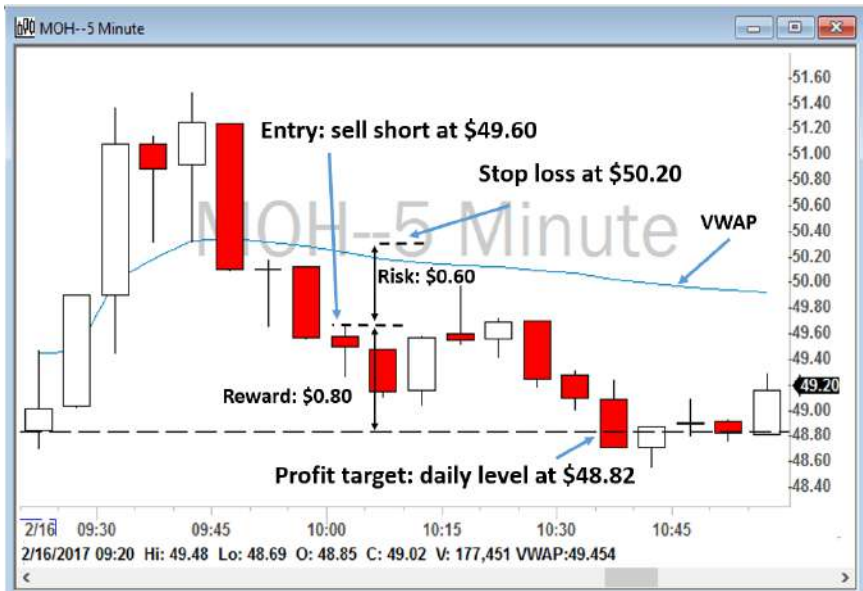 MOH--5 Minute
51.60
51.40
Entry: sell short at $49.60
51.20
51.00
Stop loss at $50.20
50.80
50.60
MOH--5 Minute
VWAP
50.40
50.20
Risk: $0.60
50.00
49.80
49.60
49.40
49.20
Reward: $0.80
49.00
48.80
48.60
Profit target: daily level at $48.82
48.40
2/16 09:30 09:45 10:00 10:15 10:30 10:45
2/16/2017 09:20 Hi: 49.48 Lo: 48.69 O: 48.85 C: 49.02 V: 177,451 VWAP:49.454